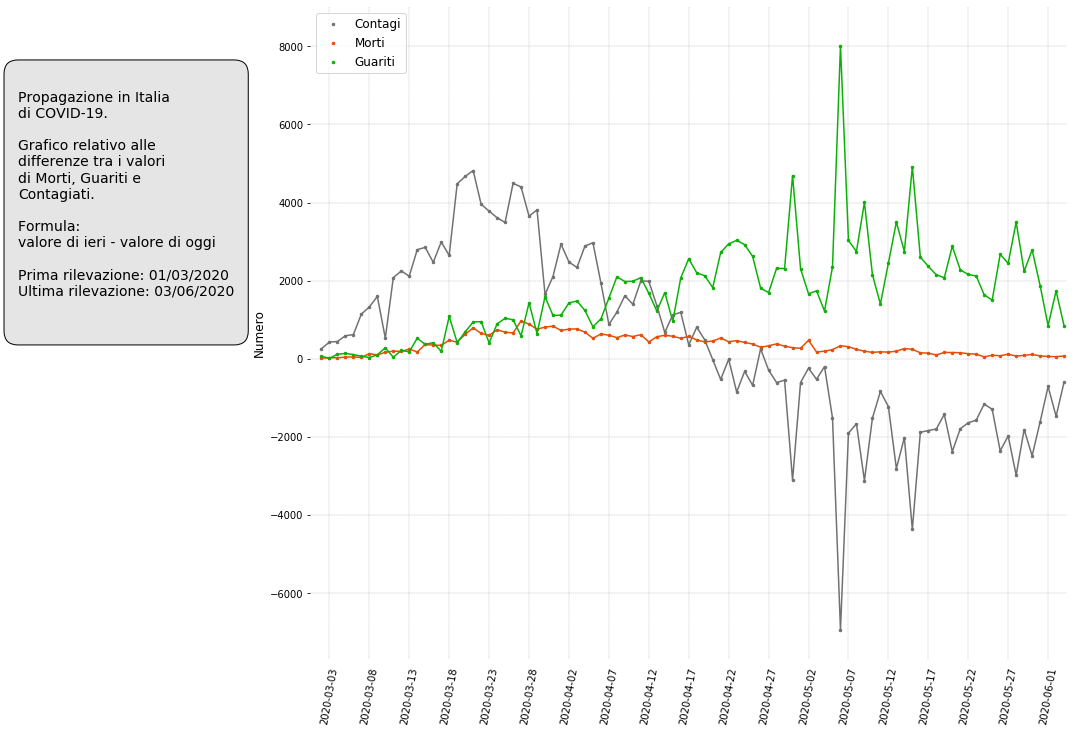 Propagazione in Italia
di COVID-19.
Grafico relativo alle
differenze tra i valori
di Morti, Guariti e
Contagiati.
Formula:
valore di ieri - valore di oggi
Prima rilevazione: 01/03/2020
Ultima rilevazione: 03/06/2020
Numero
8000
6000
4000
2000
0
−2000
−4000
−6000
Contagi
Morti
Guariti
2020-03-03
2020-03-08
2020-03-13
2020-03-18
2020-03-23
2020-03-28
2020-04-02
2020-04-07
2020-04-12
2020-04-17
2020-04-22
2020-04-27
2020-05-02
2020-05-07
2020-05-12
2020-05-17
2020-05-22
2020-05-27
2020-06-01